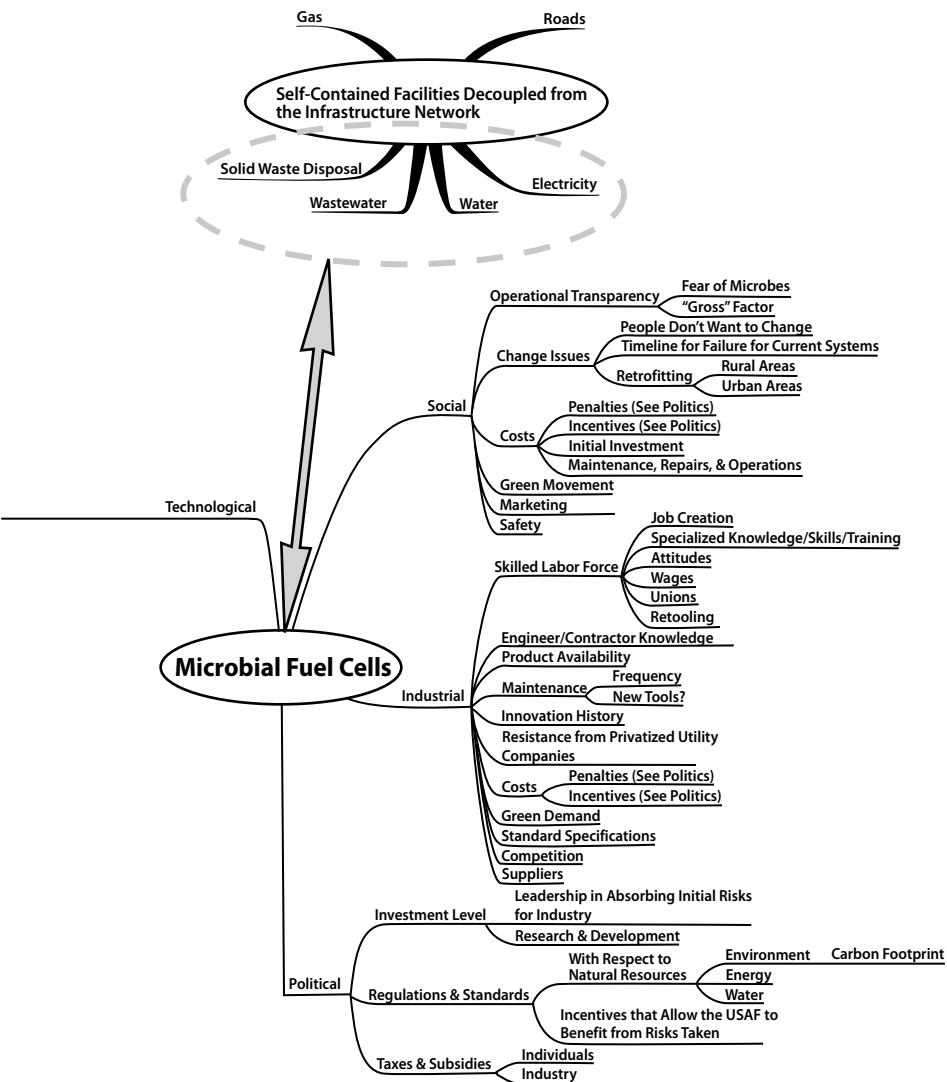 Gas
Roads
Self-Contained Facilities Decoupled from
the Infrastructure Network
Solid Waste Disposal
Electricity
Wastewater
Water
Operational Transparency
Fear of Microbes
“Gross” Factor
Change Issues
People Don’t Want to Change
Timeline for Failure for Current Systems
Retrofitting
Rural Areas
Urban Areas
Social
Costs
Penalties (See Politics)
Incentives (See Politics)
Initial Investment
Maintenance, Repairs, & Operations
Green Movement
Marketing
Safety
Technological
Skilled Labor Force
Job Creation
Specialized Knowledge/Skills/Training
Attitudes
Wages
Unions
Retooling
Microbial Fuel Cells
Industrial
Engineer/Contractor Knowledge
Product Availability
Maintenance
Frequency
New Tools?
Innovation History
Resistance from Privatized Utility
Companies
Costs
Penalties (See Politics)
Incentives (See Politics)
Green Demand
Standard Specifications
Competition
Suppliers
Political
Investment Level
Leadership in Absorbing Initial Risks
for Industry
Research & Development
Regulations & Standards
With Respect to
Natural Resources
Environment
Carbon Footprint
Energy
Water
Incentives that Allow the USAF to
Benefit from Risks Taken
Taxes & Subsidies
Individuals
Industry